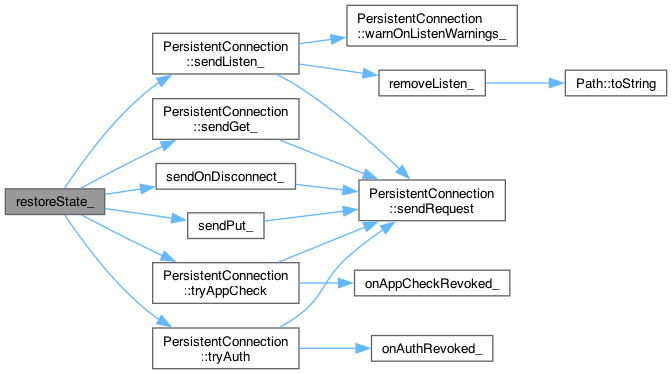 restoreState_
PersistentConnection
::sendListen_
PersistentConnection
::sendGet_
sendOnDisconnect_
sendPut_
PersistentConnection
::tryAppCheck
PersistentConnection
::tryAuth
PersistentConnection
::warnOnListenWarnings_
removeListen_
PersistentConnection
::sendRequest
onAppCheckRevoked_
onAuthRevoked_
Path::toString